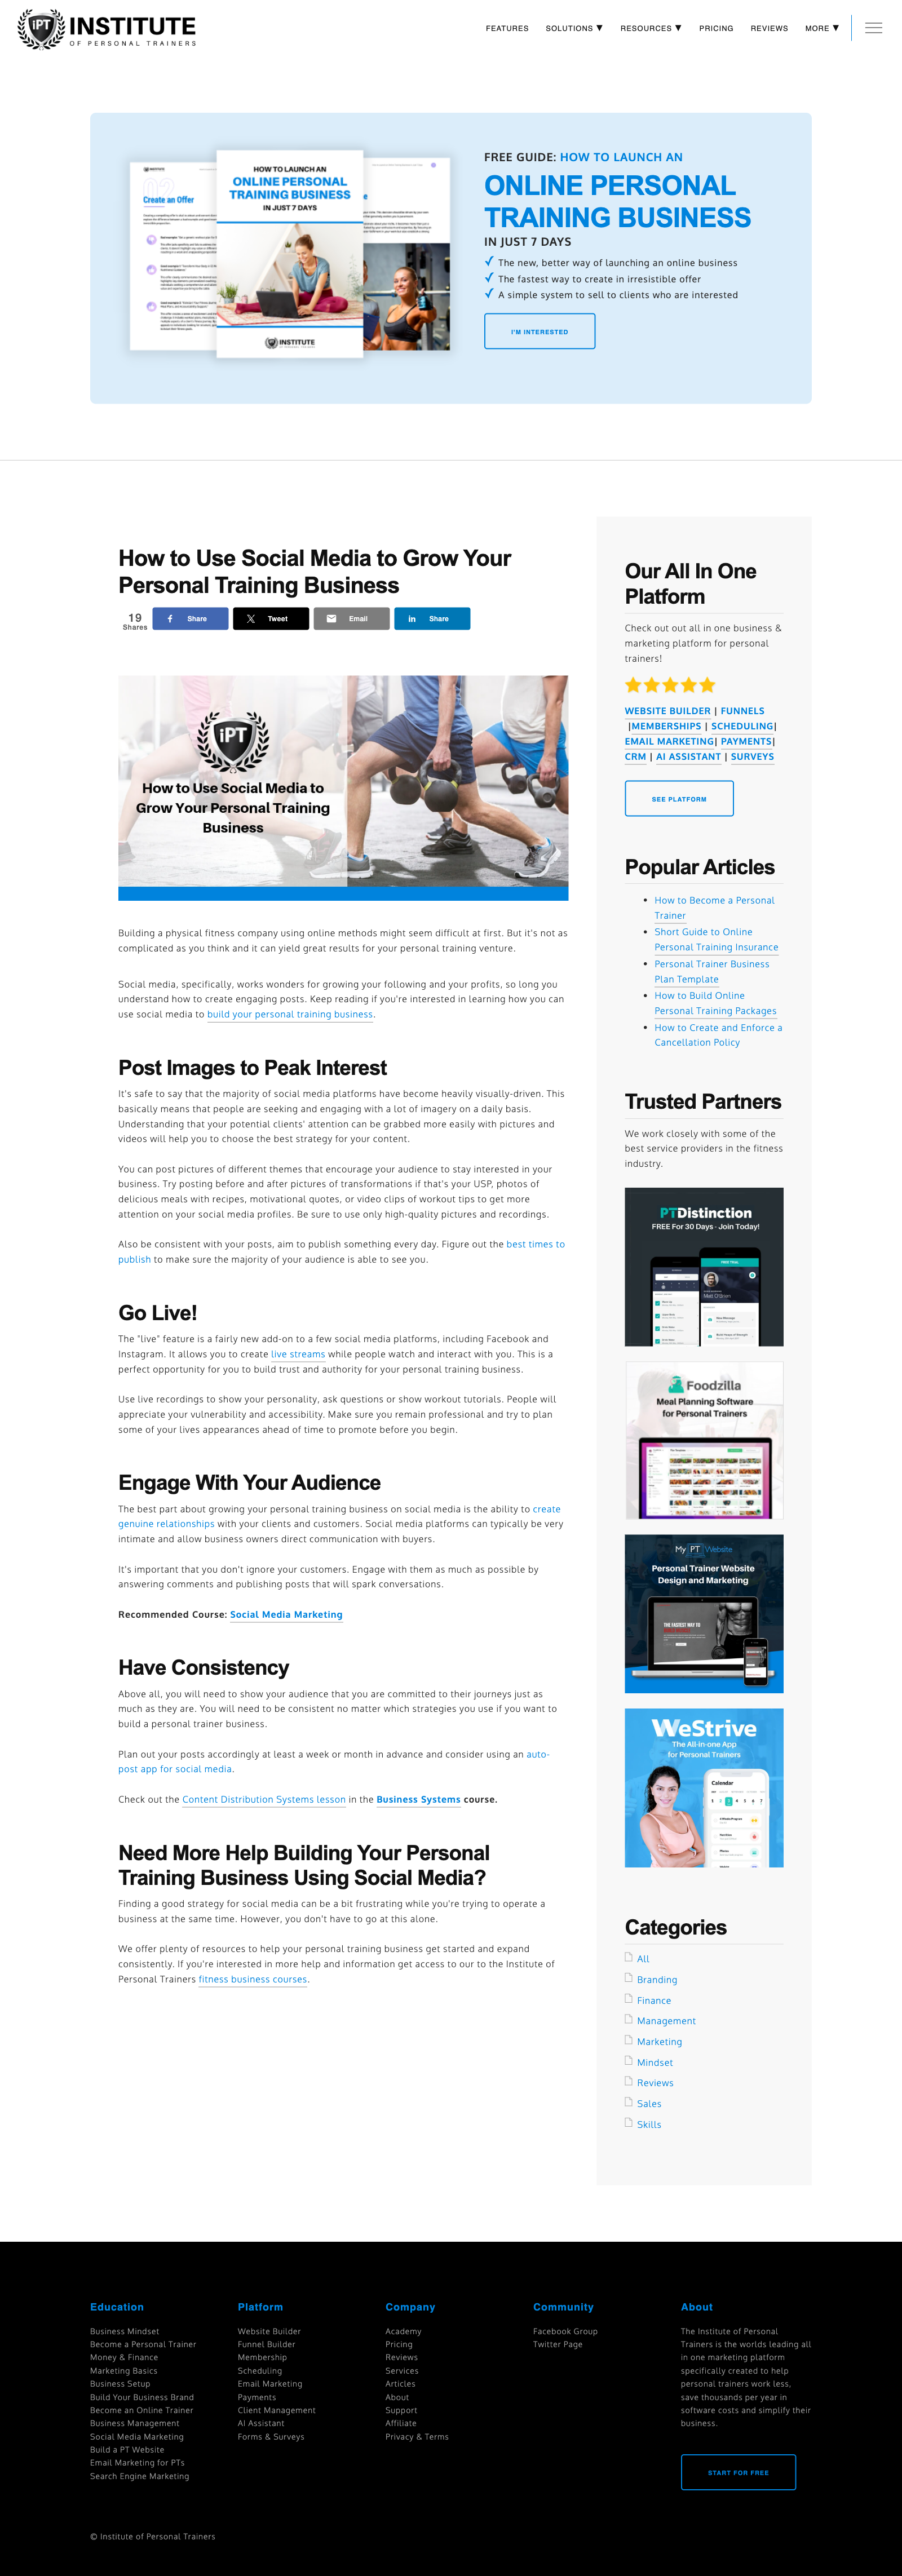 iPT INSTITUTE
OF PERSONAL TRAINERS
FEATURES SOLUTIONS ▼ RESOURCES ▼ PRICING REVIEWS MORE ▼
02
Create an Offer
HOW TO LAUNCH AN
ONLINE PERSONAL
TRAINING BUSINESS
IN JUST 7 DAYS
INSTITUTE
FREE GUIDE: HOW TO LAUNCH AN
ONLINE PERSONAL
TRAINING BUSINESS
IN JUST 7 DAYS
The new, better way of launching an online business
The fastest way to create in irresistible offer
A simple system to sell to clients who are interested
I'M INTERESTED
How to Use Social Media to Grow Your
Personal Training Business
19
Shares
Share
Tweet
Email
Share
iPT
How to Use Social Media to
Grow Your Personal Training
Business
Building a physical fitness company using online methods might seem difficult at first. But it's not as
complicated as you think and it can yield great results for your personal training venture.
Social media, specifically, works wonders for growing your following and your profits, so long you
understand how to create engaging posts. Keep reading if you're interested in learning how you can
use social media to build your personal training business.
Post Images to Peak Interest
It's safe to say that the majority of social media platforms have become heavily visually-driven. This
basically means that people are seeking and engaging with a lot of imagery on a daily basis.
Understanding that your potential clients' attention can be grabbed more easily with pictures and
videos will help you to choose the best strategy for your content.
You can post pictures of different themes that encourage your audience to stay interested in your
business. Try posting before and after pictures of transformations if that's your USP, photos of
delicious meals with recipes, motivational quotes, or video clips of workout tips to get more
attention on your social media profiles. Be sure to use only high-quality pictures and recordings.
Also be consistent with your posts, aim to publish something every day. Figure out the best times to
publish to make sure the majority of your audience is able to see you.
Go Live!
The "live" feature is a fairly new add-on to a few social media platforms, including Facebook and
Instagram. It allows you to create live streams while people watch and interact with you. This is a
perfect opportunity for you to build trust and authority for your personal training business.
Use live recordings to show your personality, ask questions or show workout tutorials. People will
appreciate your vulnerability and accessibility. Make sure you remain professional and try to plan
some of your lives appearances ahead of time to promote before you begin.
Engage With Your Audience
The best part about growing your personal training business on social media is the ability to create
genuine relationships with your clients and customers. Social media platforms can typically be very
intimate and allow business owners direct communication with buyers.
It's important that you don't ignore your customers. Engage with them as much as possible by
answering comments and publishing posts that will spark conversations.
Recommended Course: Social Media Marketing
Have Consistency
Above all, you will need to show your audience that you are committed to their journeys just as
much as they are. You will need to be consistent no matter which strategies you use if you want to
build a personal trainer business.
Plan out your posts accordingly at least a week or month in advance and consider using an auto-
post app for social media.
Check out the Content Distribution Systems lesson in the Business Systems course.
Need More Help Building Your Personal
Training Business Using Social Media?
Finding a good strategy for social media can be a bit frustrating while you're trying to operate a
business at the same time. However, you don't have to go at this alone.
We offer plenty of resources to help your personal training business get started and expand
consistently. If you're interested in more help and information get access to our to the Institute of
Personal Trainers fitness business courses.
Our All In One
Platform
Check out out all in one business &
marketing platform for personal
trainers!
WEBSITE BUILDER | FUNNELS
|MEMBERSHIPS | SCHEDULING|
EMAIL MARKETING| PAYMENTS|
CRM | AI ASSISTANT | SURVEYS
SEE PLATFORM
Popular Articles
How to Become a Personal
Trainer
Short Guide to Online
Personal Training Insurance
Personal Trainer Business
Plan Template
How to Build Online
Personal Training Packages
How to Create and Enforce a
Cancellation Policy
Trusted Partners
We work closely with some of the
best service providers in the fitness
industry.
PTDistinction
FREE For 30 Days - Join Today!
FREE TRIAL
Foodzilla
Meal Planning Software
for Personal Trainers
My PT Website
Personal Trainer Website
Design and Marketing
THE FASTEST WAY TO
WeStrive
The All-in-one App
for Personal Trainers
Calendar
Categories
All
Branding
Finance
Management
Marketing
Mindset
Reviews
Sales
Skills
Education
Business Mindset
Become a Personal Trainer
Money & Finance
Marketing Basics
Business Setup
Build Your Business Brand
Become an Online Trainer
Business Management
Social Media Marketing
Build a PT Website
Email Marketing for PTs
Search Engine Marketing
Platform
Website Builder
Funnel Builder
Membership
Scheduling
Email Marketing
Payments
Client Management
AI Assistant
Forms & Surveys
Company
Academy
Pricing
Reviews
Services
Articles
About
Support
Affiliate
Privacy & Terms
Community
Facebook Group
Twitter Page
About
The Institute of Personal
Trainers is the worlds leading all
in one marketing platform
specifically created to help
personal trainers work less,
save thousands per year in
software costs and simplify their
business.
START FOR FREE
© Institute of Personal Trainers